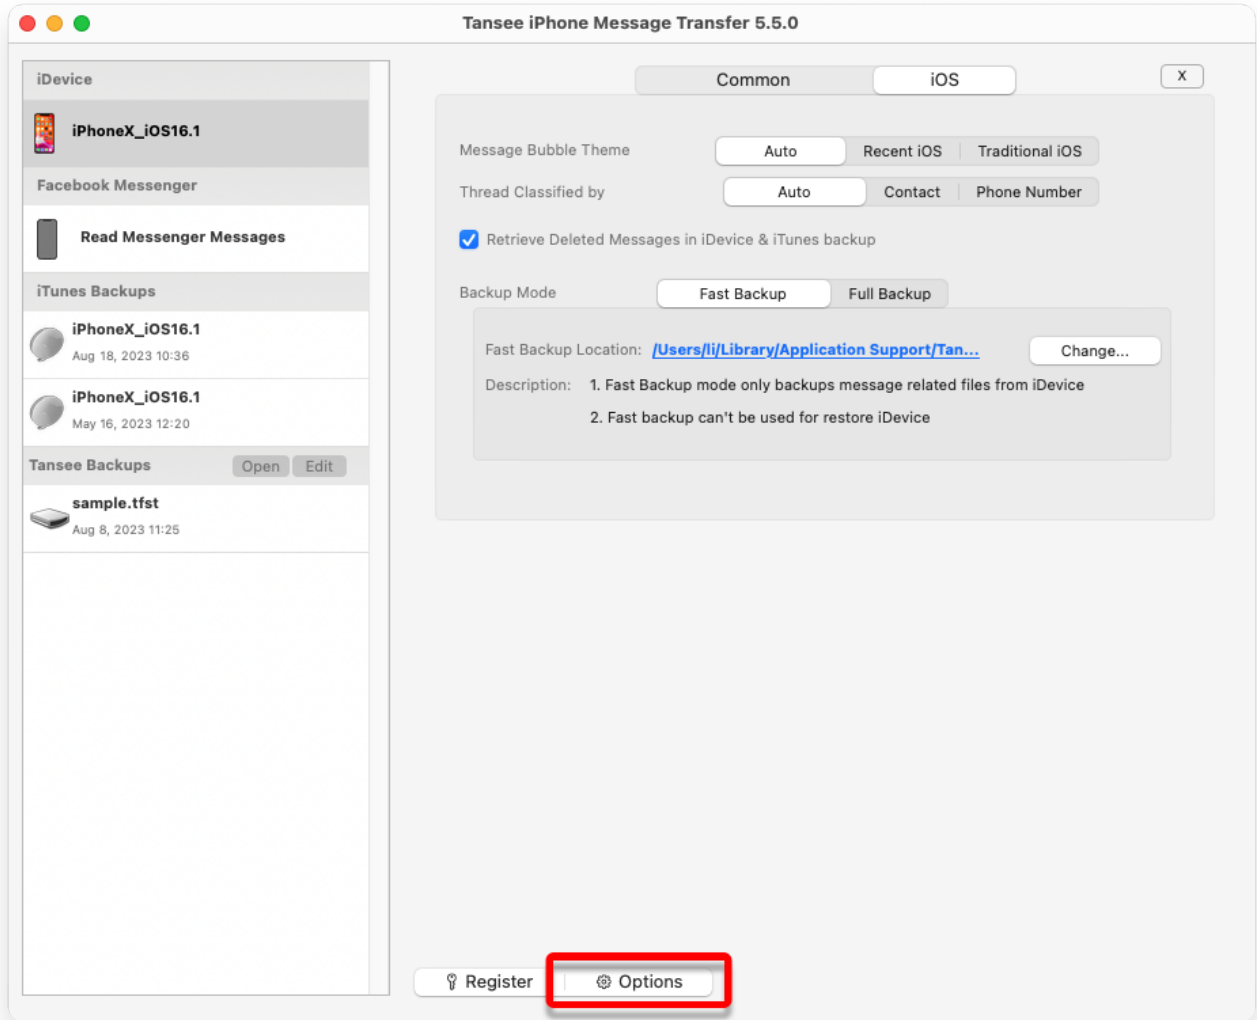 Tansee iPhone Message Transfer 5.5.0
iDevice
iPhoneX_iOS16.1
Facebook Messenger
Read Messenger Messages
iTunes Backups
iPhoneX_iOS16.1
Aug 18, 2023 10:36
iPhoneX_iOS16.1
May 16, 2023 12:20
Tansee Backups Open Edit
sample.tfst
Aug 8, 2023 11:25
Common iOS X
Message Bubble Theme Auto Recent iOS Traditional iOS
Thread Classified by Auto Contact Phone Number
Retrieve Deleted Messages in iDevice & iTunes backup
Backup Mode Fast Backup Full Backup
Fast Backup Location: /Users/li/Library/Application Support/Tan... Change...
Description: 1. Fast Backup mode only backups message related files from iDevice
2. Fast backup can't be used for restore iDevice
Register Options